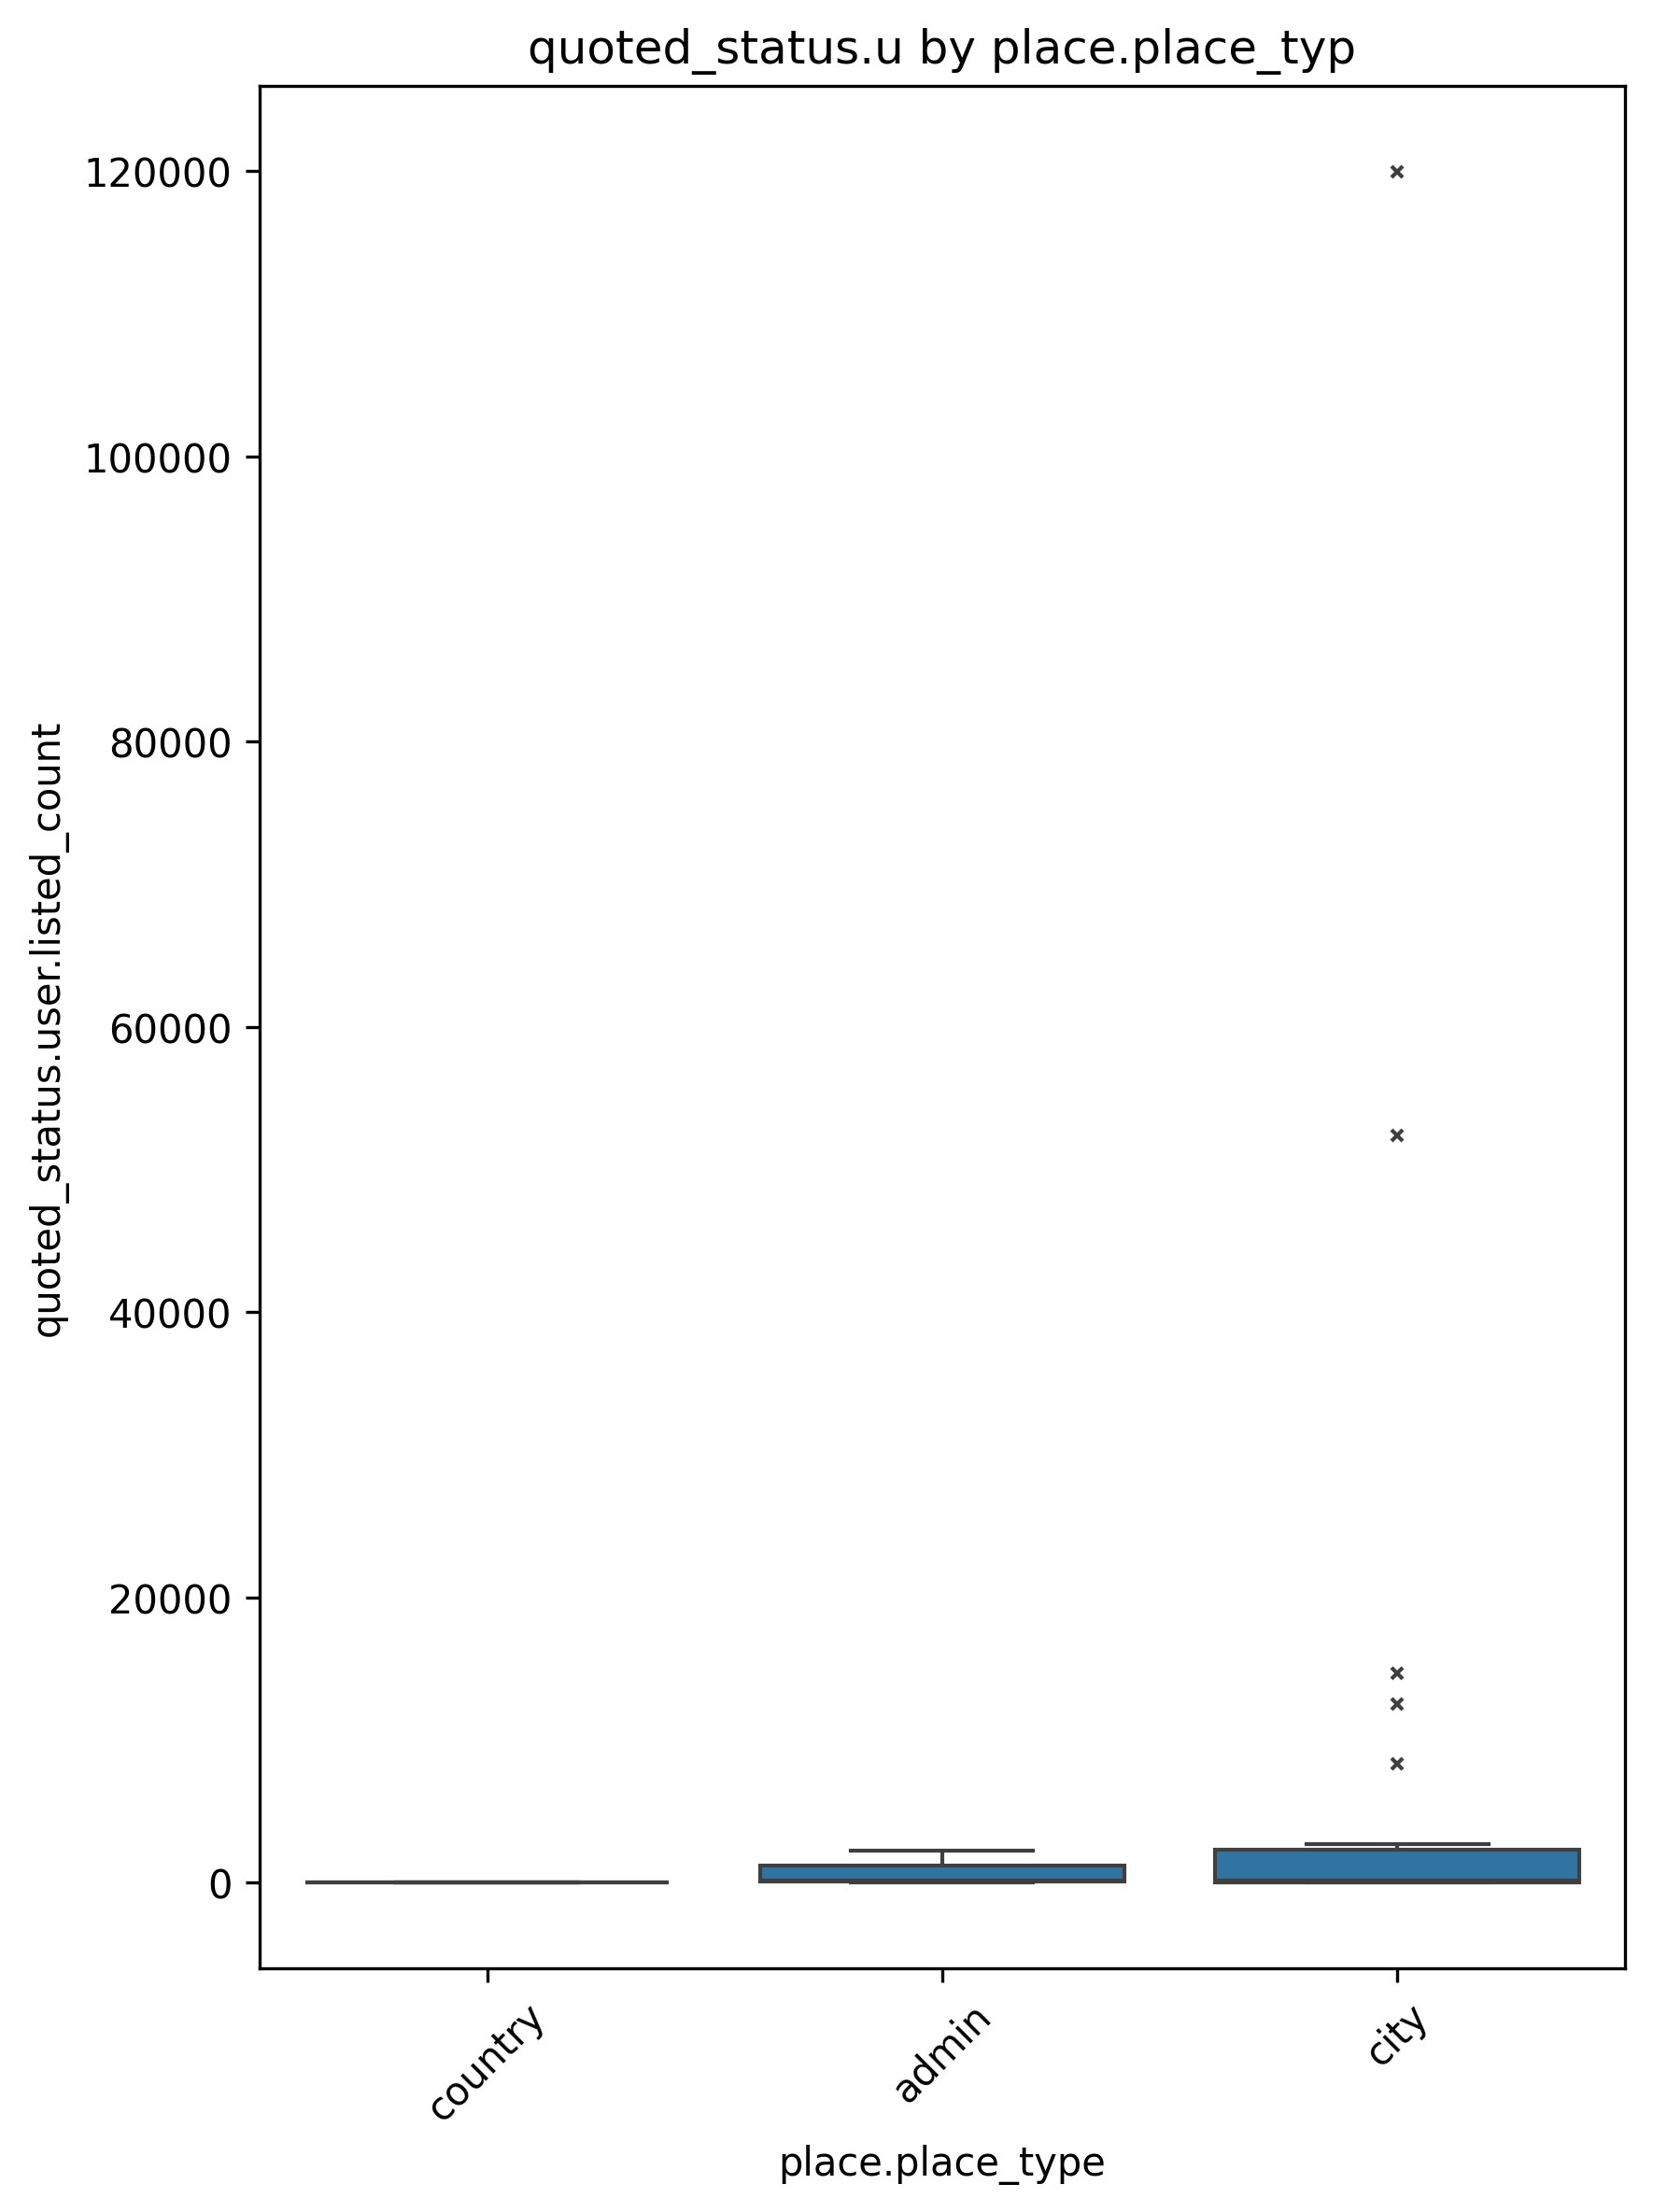 quoted_status.u by place.place_typ
120000
100000
80000
60000
40000
20000
0
quoted_status.user.listed_count
country
admin
city
place.place_type